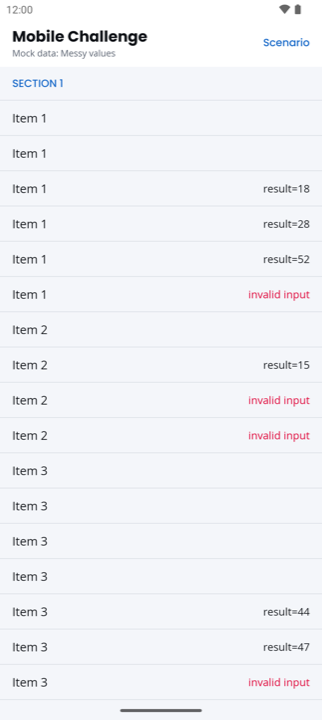 12:00
Mobile Challenge
Mock data: Messy values
Scenario
SECTION 1
Item 1
Item 1
Item 1 result=18
Item 1 result=28
Item 1 result=52
Item 1 invalid input
Item 2
Item 2 result=15
Item 2 invalid input
Item 2 invalid input
Item 3
Item 3
Item 3
Item 3
Item 3 result=44
Item 3 result=47
Item 3 invalid input